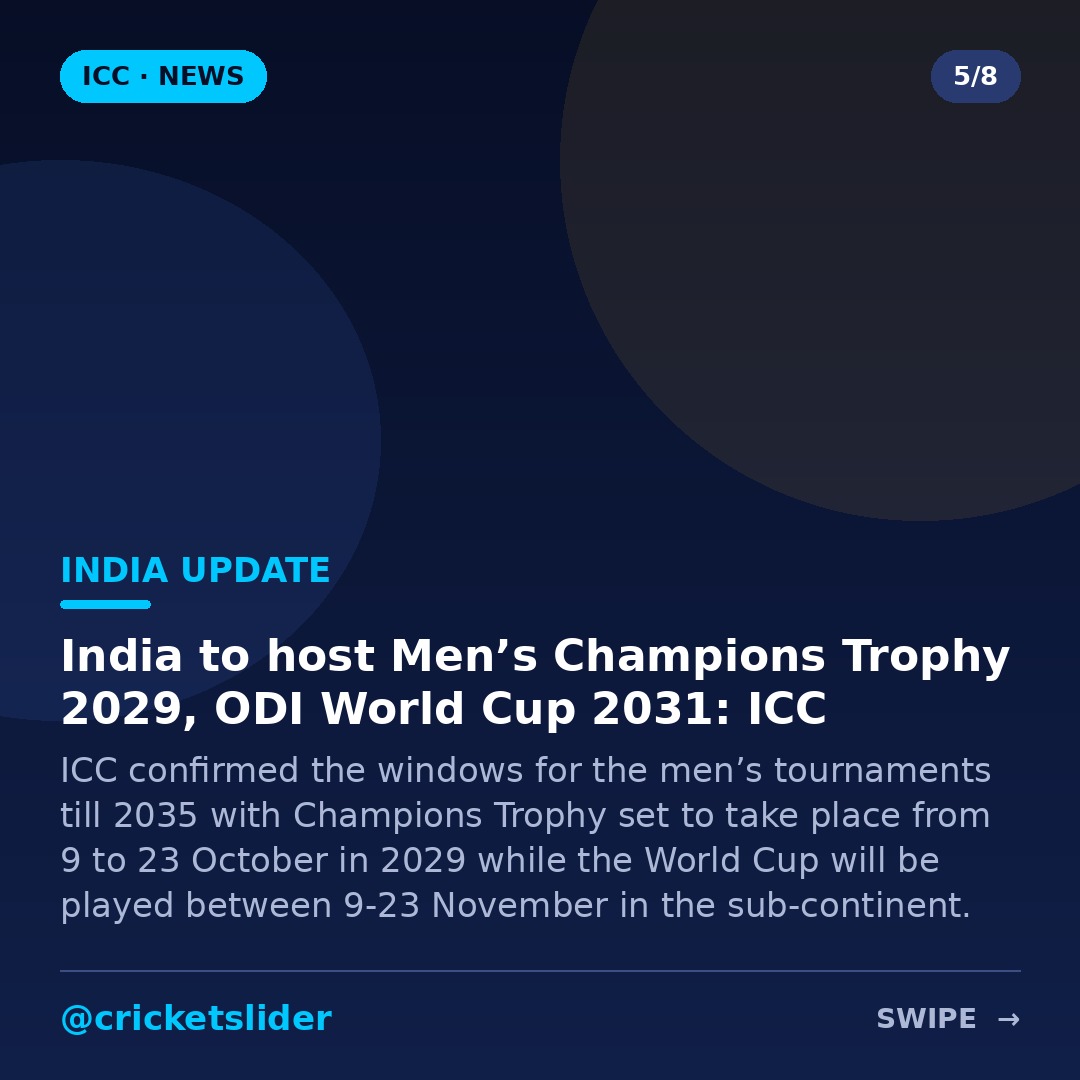 ICC · NEWS
5/8
INDIA UPDATE
India to host Men’s Champions Trophy
2029, ODI World Cup 2031: ICC
ICC confirmed the windows for the men’s tournaments
till 2035 with Champions Trophy set to take place from
9 to 23 October in 2029 while the World Cup will be
played between 9-23 November in the sub-continent.
@cricketslider
SWIPE →